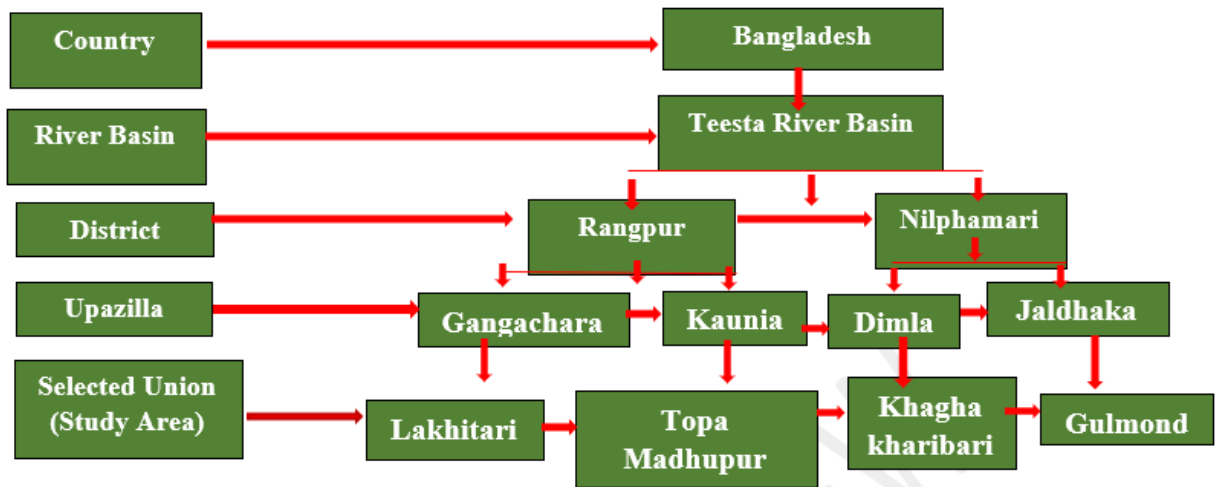 Country
Bangladesh
River Basin
Teesta River Basin
District
Rangpur
Nilphamari
Upazilla
Gangachara
Kaunia
Dimla
Jaldhaka
Selected Union
(Study Area)
Lakhitari
Topa
Madhupur
Khagha
kharibari
Gulmond